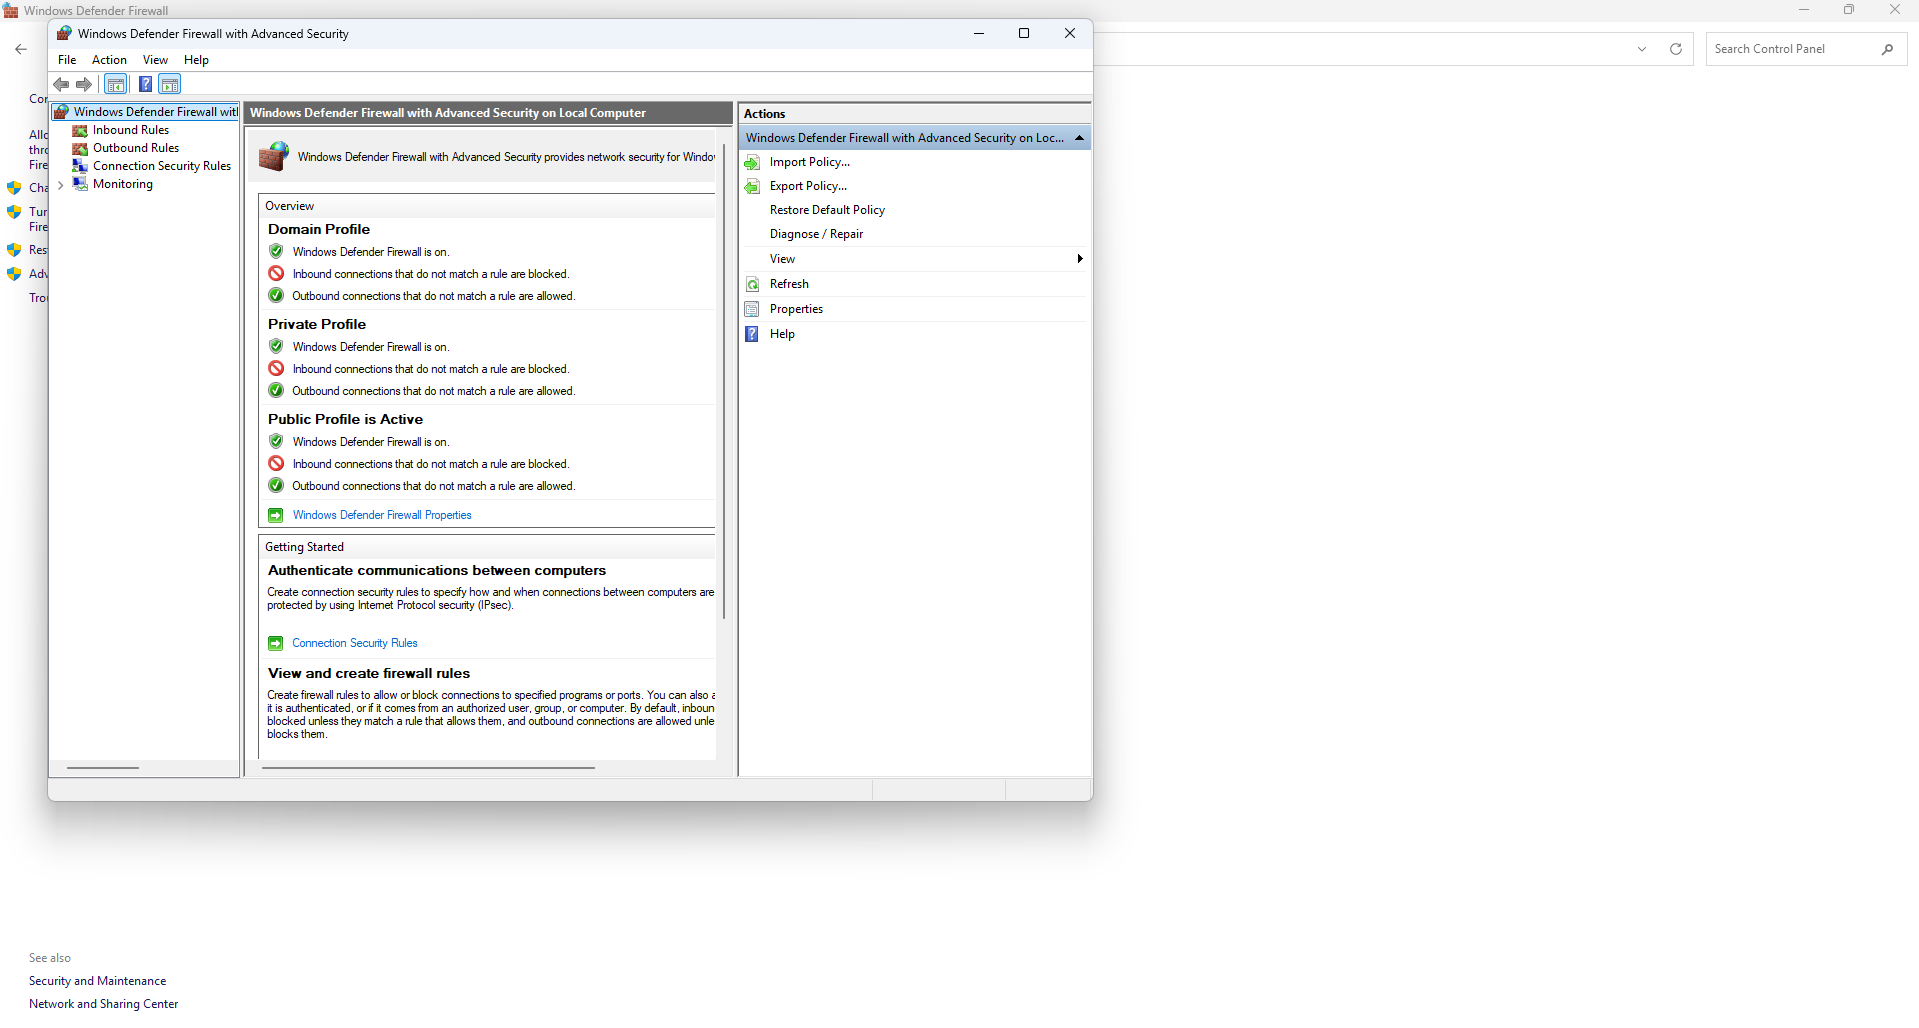 Windows Defender Firewall
Search Control Panel
Windows Defender Firewall with Advanced Security
File Action View Help
Windows Defender Firewall with
Inbound Rules
Outbound Rules
Connection Security Rules
Monitoring
Windows Defender Firewall with Advanced Security on Local Computer
Windows Defender Firewall with Advanced Security provides network security for Window
Overview
Domain Profile
Windows Defender Firewall is on.
Inbound connections that do not match a rule are blocked.
Outbound connections that do not match a rule are allowed.
Private Profile
Windows Defender Firewall is on.
Inbound connections that do not match a rule are blocked.
Outbound connections that do not match a rule are allowed.
Public Profile is Active
Windows Defender Firewall is on.
Inbound connections that do not match a rule are blocked.
Outbound connections that do not match a rule are allowed.
Windows Defender Firewall Properties
Getting Started
Authenticate communications between computers
Create connection security rules to specify how and when connections between computers are
protected by using Internet Protocol security (IPsec).
Connection Security Rules
View and create firewall rules
Create firewall rules to allow or block connections to specified programs or ports. You can also
it is authenticated, or if it comes from an authorized user, group, or computer. By default, inboun
blocked unless they match a rule that allows them, and outbound connections are allowed unle
blocks them.
Actions
Windows Defender Firewall with Advanced Security on Loc...
Import Policy...
Export Policy...
Restore Default Policy
Diagnose / Repair
View
Refresh
Properties
Help
See also
Security and Maintenance
Network and Sharing Center